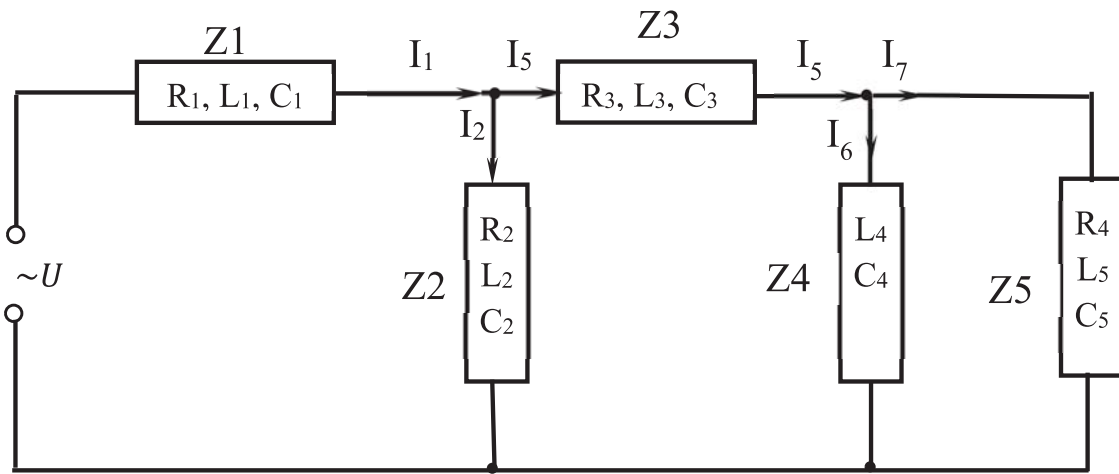 Z1
R₁, L₁, C₁
I₁
I₅
Z3
R₃, L₃, C₃
I₅
I₇
I₂
I₆
~U
Z2
R₂
L₂
C₂
Z4
L₄
C₄
Z5
R₄
L₅
C₅